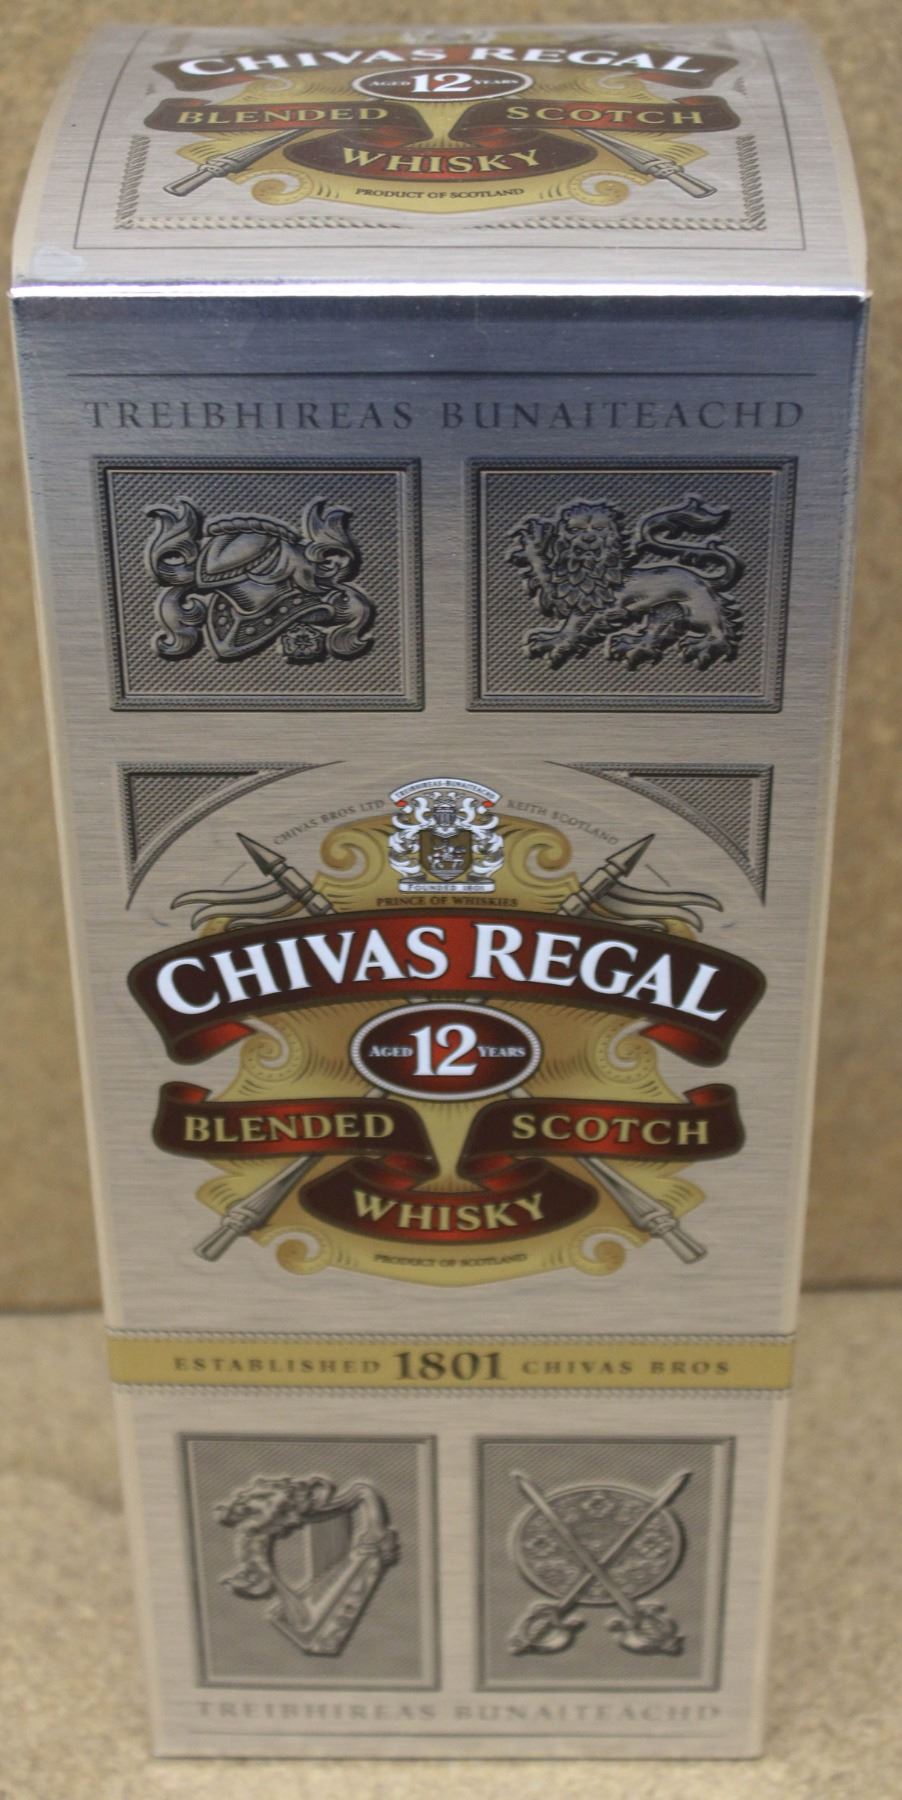 CHIVAS REGAL
AGED 12 YEARS
BLENDED SCOTCH
WHISKY
PRODUCT OF SCOTLAND
TREIBHIREAS BUNAITEACHD
TREIBHIREAS-BUNAITEACHD
CHIVAS BROS LTD KEITH SCOTLAND
FOUNDED 1801
PRINCE OF WHISKIES
CHIVAS REGAL
AGED 12 YEARS
BLENDED SCOTCH
WHISKY
PRODUCT OF SCOTLAND
ESTABLISHED 1801 CHIVAS BROS
TREIBHIREAS BUNAITEACHD